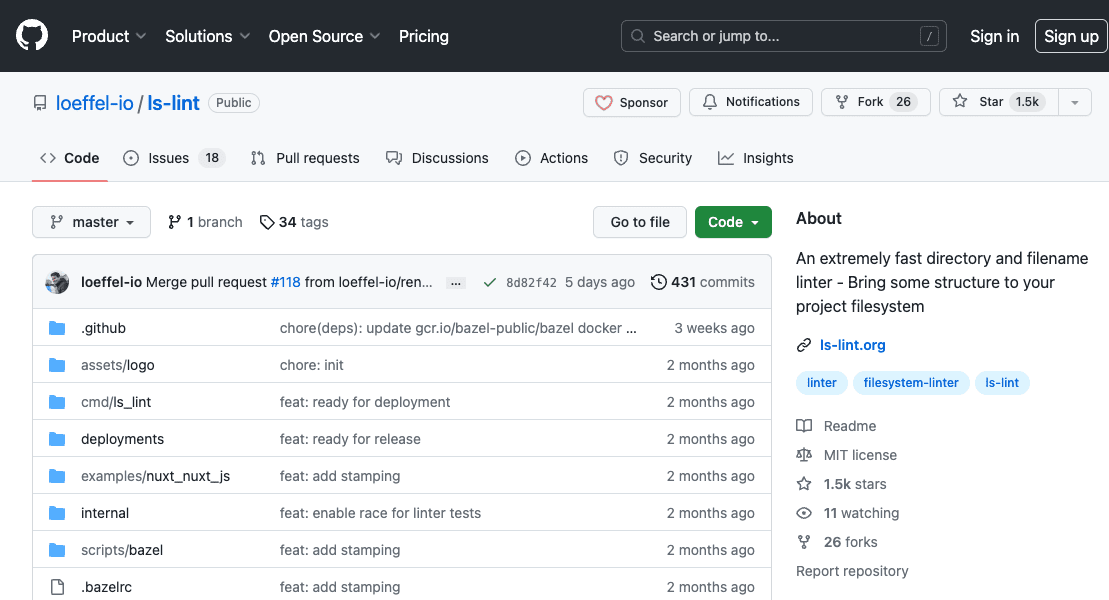 Product Solutions Open Source Pricing Search or jump to... / Sign in Sign up
loeffel-io / ls-lint Public Sponsor Notifications Fork 26 Star 1.5k
Code Issues 18 Pull requests Discussions Actions Security Insights
master 1 branch 34 tags Go to file Code
loeffel-io Merge pull request #118 from loeffel-io/ren... ... 8d82f42 5 days ago 431 commits
.github chore(deps): update gcr.io/bazel-public/bazel docker ... 3 weeks ago
assets/logo chore: init 2 months ago
cmd/ls_lint feat: ready for deployment 2 months ago
deployments feat: ready for release 2 months ago
examples/nuxt_nuxt_js feat: add stamping 2 months ago
internal feat: enable race for linter tests 2 months ago
scripts/bazel feat: add stamping 2 months ago
.bazelrc feat: add stamping 2 months ago
About
An extremely fast directory and filename
linter - Bring some structure to your
project filesystem
ls-lint.org
linter filesystem-linter ls-lint
Readme
MIT license
1.5k stars
11 watching
26 forks
Report repository